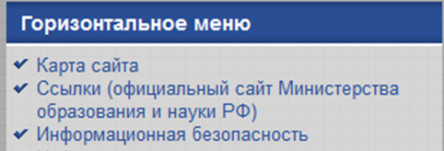 Горизонтальное меню
Карта сайта
Ссылки (официальный сайт Министерства
образования и науки РФ)
Информационная безопасность